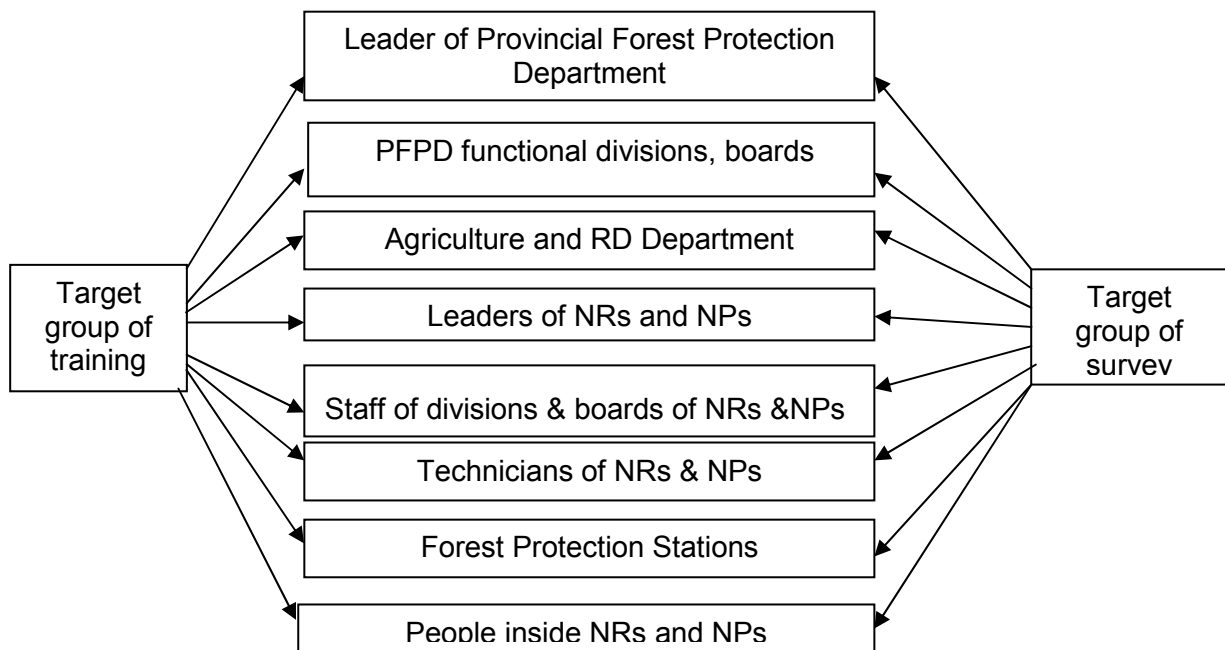 Leader of Provincial Forest Protection
Department
PFPD functional divisions, boards
Agriculture and RD Department
Target
group of
training
Leaders of NRs and NPs
Target
group of
survey
Staff of divisions & boards of NRs &NPs
Technicians of NRs & NPs
Forest Protection Stations
People inside NRs and NPs